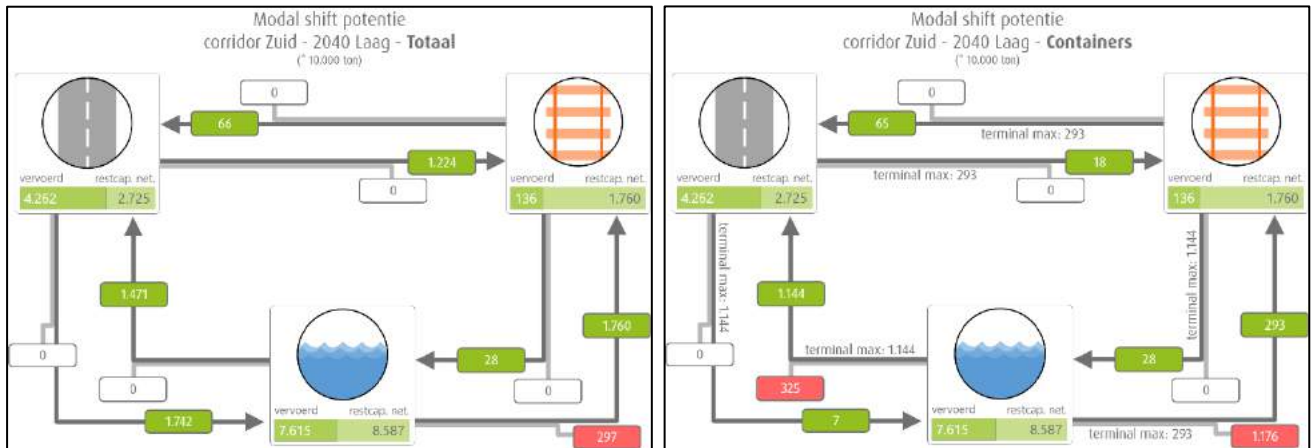 Modal shift potentie
corridor Zuid - 2040 Laag - Totaal
(* 10.000 ton)
0
66
1.224
0
vervoerd restcap. net.
4.262 2.725
vervoerd restcap. net.
136 1.760
1.471
1.760
0
0
28
0
1.742
vervoerd restcap. net.
7.615 8.587
297
Modal shift potentie
corridor Zuid - 2040 Laag - Containers
(* 10.000 ton)
0
65
terminal max: 293
18
terminal max: 293
0
vervoerd restcap. net.
4.262 2.725
vervoerd restcap. net.
136 1.760
terminal max: 1.144
terminal max: 1.144
1.144
293
0
terminal max: 1.144
28
325
0
7
vervoerd restcap. net.
7.615 8.587
terminal max: 293
1.176